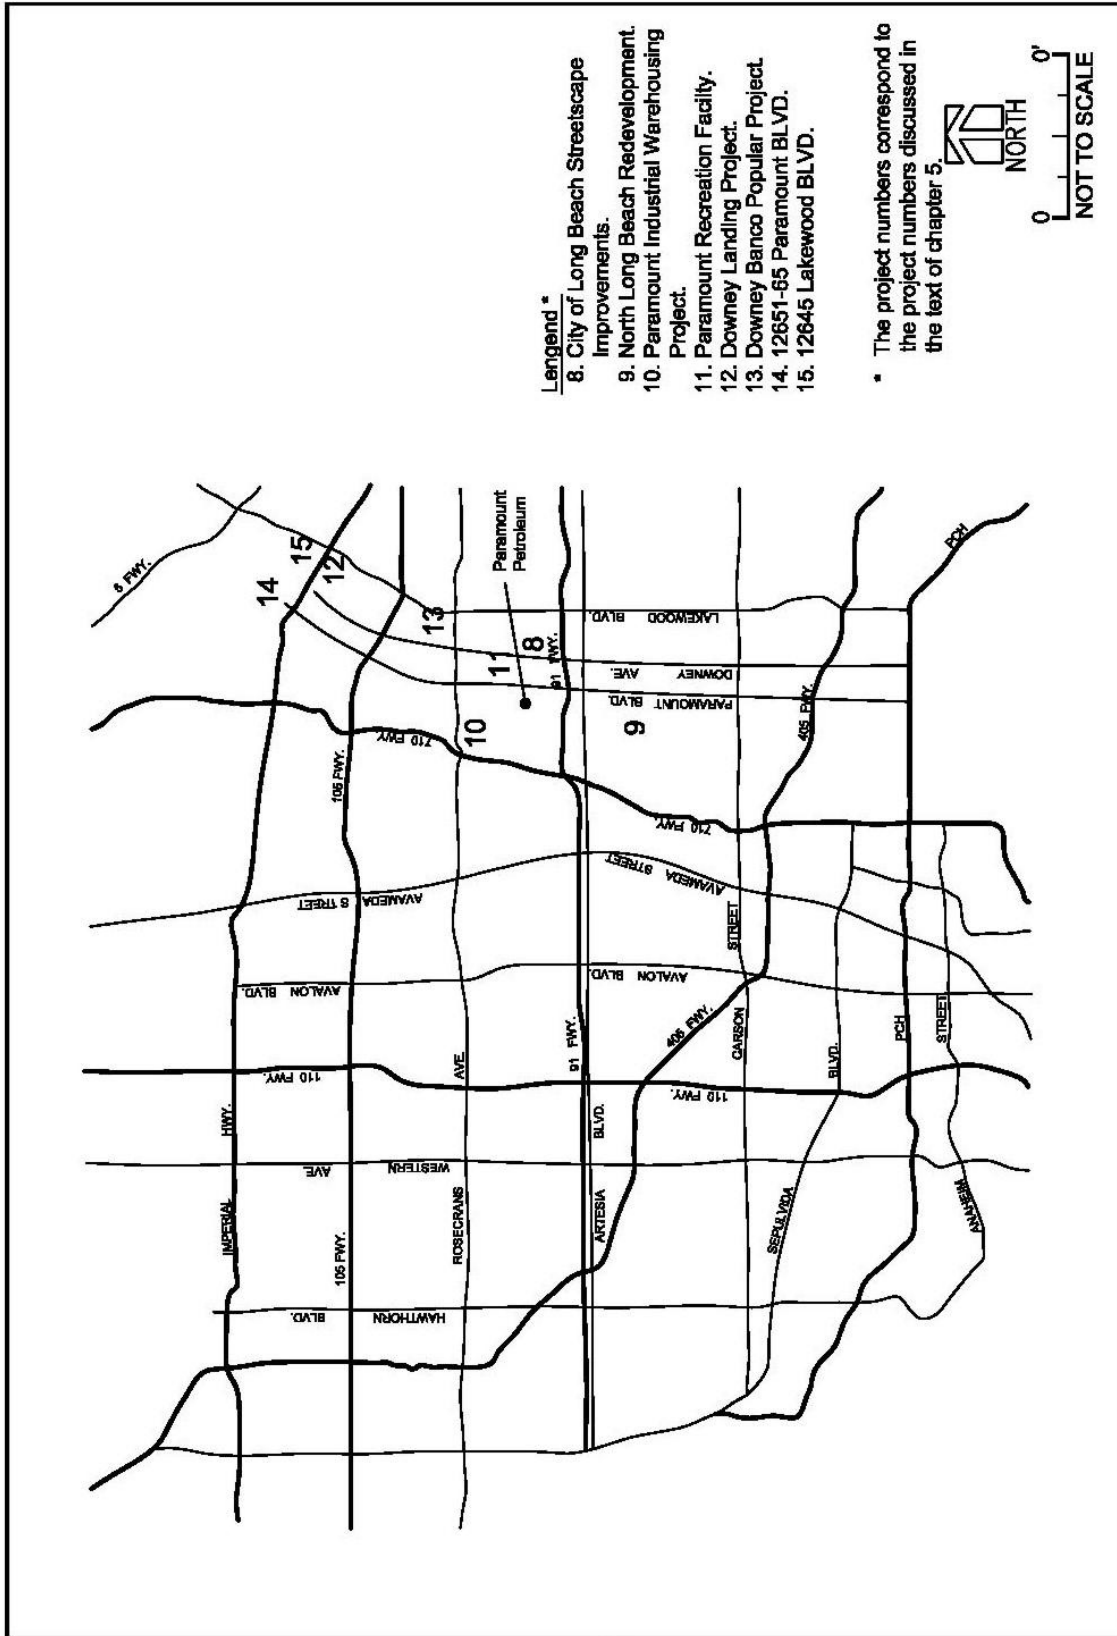 5 FWY.
14
15
12
13
11
8
10
9
Paramount
Petroleum
IMPERIAL
HWY.
105 FWY.
105 FWY.
ROSECRANS
AVE.
91 FWY.
91 FWY.
ARTESIA
BLVD.
CARSON
STREET
405 FWY.
405 FWY.
SEPULVIDA
BLVD.
PCH
PCH
ANAHEIM
STREET
HAWTHORN BLVD.
WESTERN AVE
110 FWY.
110 FWY.
AVALON BLVD.
AVALON BLVD.
AVAMEDA STREET
AVAMEDA STREET
710 FWY.
710 FWY.
PARAMOUNT BLVD.
DOWNEY AVE.
LAKEWOOD BLVD.
Lengend *
8. City of Long Beach Streetscape
Improvements.
9. North Long Beach Redevelopment.
10. Paramount Industrial Warehousing
Project.
11. Paramount Recreation Facilty.
12. Downey Landing Project.
13. Downey Banco Popular Project.
14. 12651-65 Paramount BLVD.
15. 12645 Lakewood BLVD.
* The project numbers correspond to
the project numbers discussed in
the text of chapter 5.
NORTH
0 0'
NOT TO SCALE